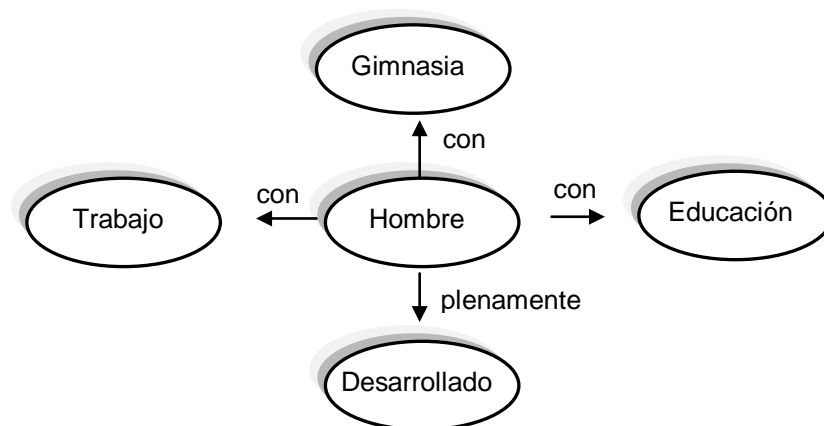 Gimnasia
con
con
con
Trabajo
Hombre
Educación
plenamente
Desarrollado